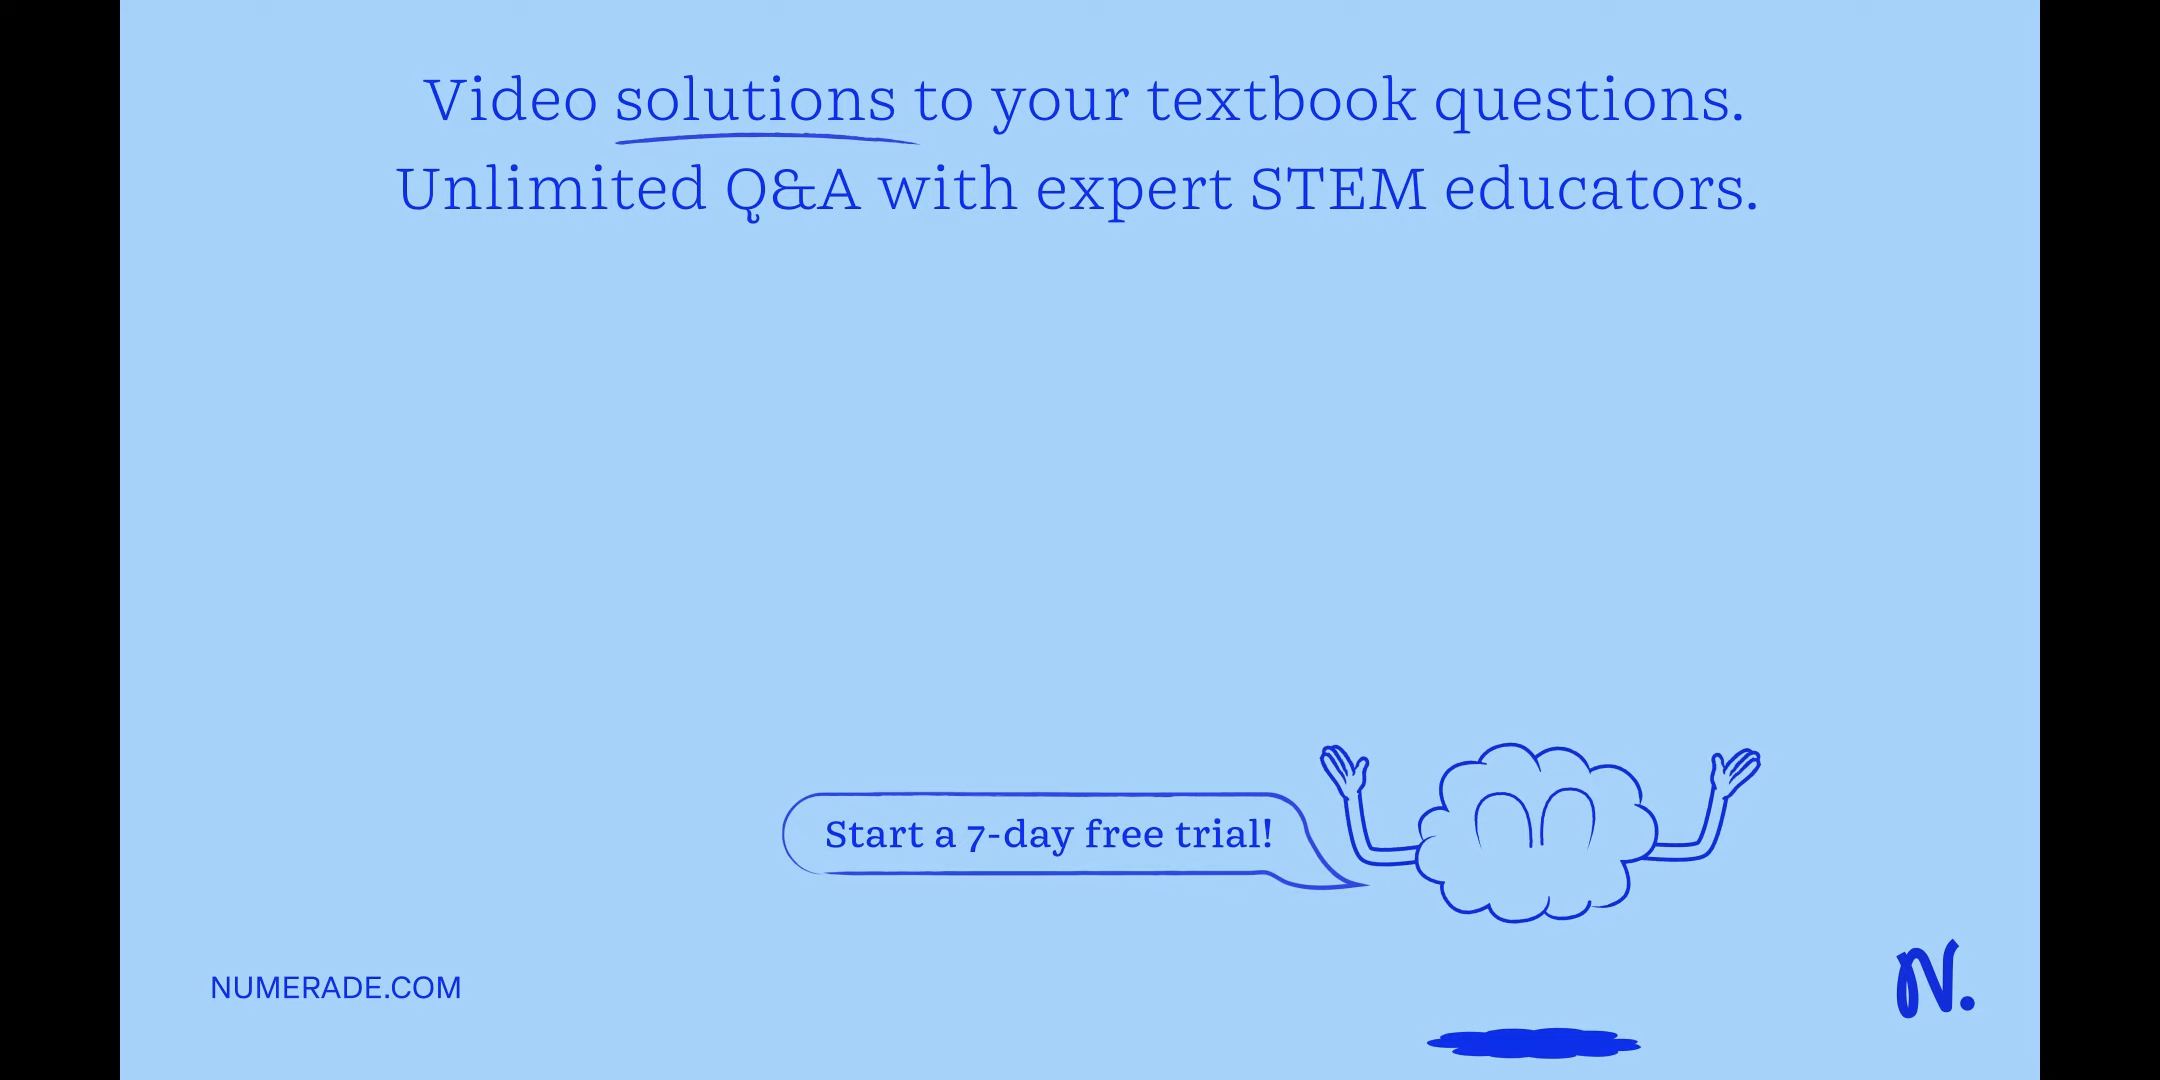 Video solutions to your textbook questions.
Unlimited Q&A with expert STEM educators.
Start a 7-day free trial!
NUMERADE.COM
N.